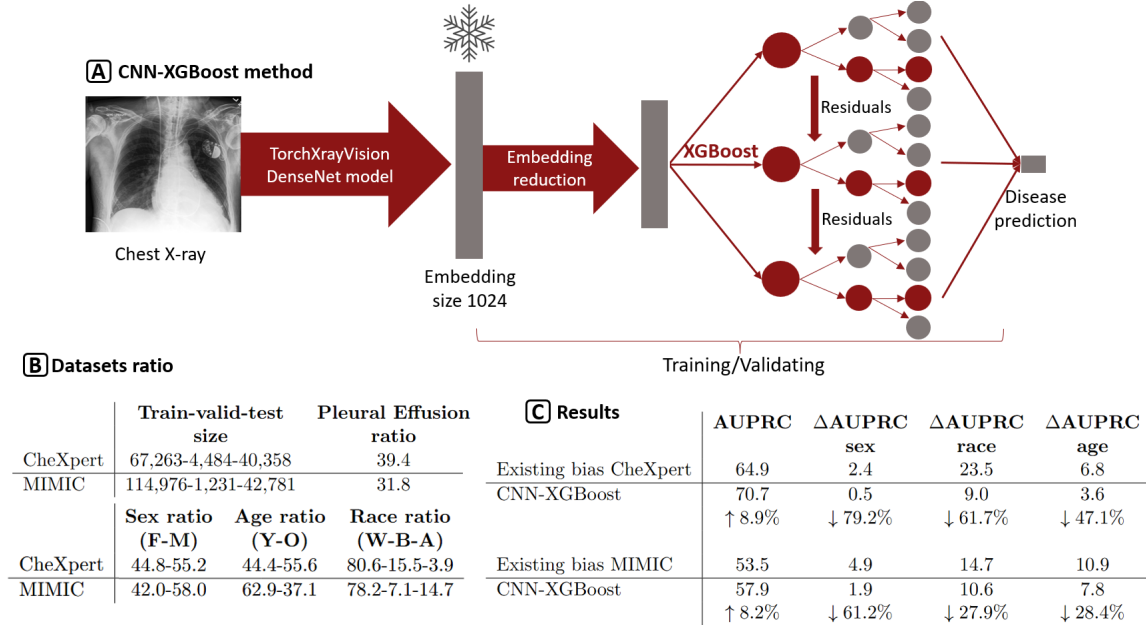 A CNN-XGBoost method
TorchXrayVision
DenseNet model
Chest X-ray
Embedding
size 1024
Embedding
reduction
XGBoost
Residuals
Residuals
Disease
prediction
Training/Validating
B Datasets ratio
Train-valid-test Pleural Effusion
size ratio
CheXpert 67,263-4,484-40,358 39.4
MIMIC 114,976-1,231-42,781 31.8
Sex ratio Age ratio Race ratio
(F-M) (Y-O) (W-B-A)
CheXpert 44.8-55.2 44.4-55.6 80.6-15.5-3.9
MIMIC 42.0-58.0 62.9-37.1 78.2-7.1-14.7
C Results
AUPRC ΔAUPRC ΔAUPRC ΔAUPRC
sex race age
Existing bias CheXpert 64.9 2.4 23.5 6.8
CNN-XGBoost 70.7 0.5 9.0 3.6
↑ 8.9% ↓ 79.2% ↓ 61.7% ↓ 47.1%
Existing bias MIMIC 53.5 4.9 14.7 10.9
CNN-XGBoost 57.9 1.9 10.6 7.8
↑ 8.2% ↓ 61.2% ↓ 27.9% ↓ 28.4%